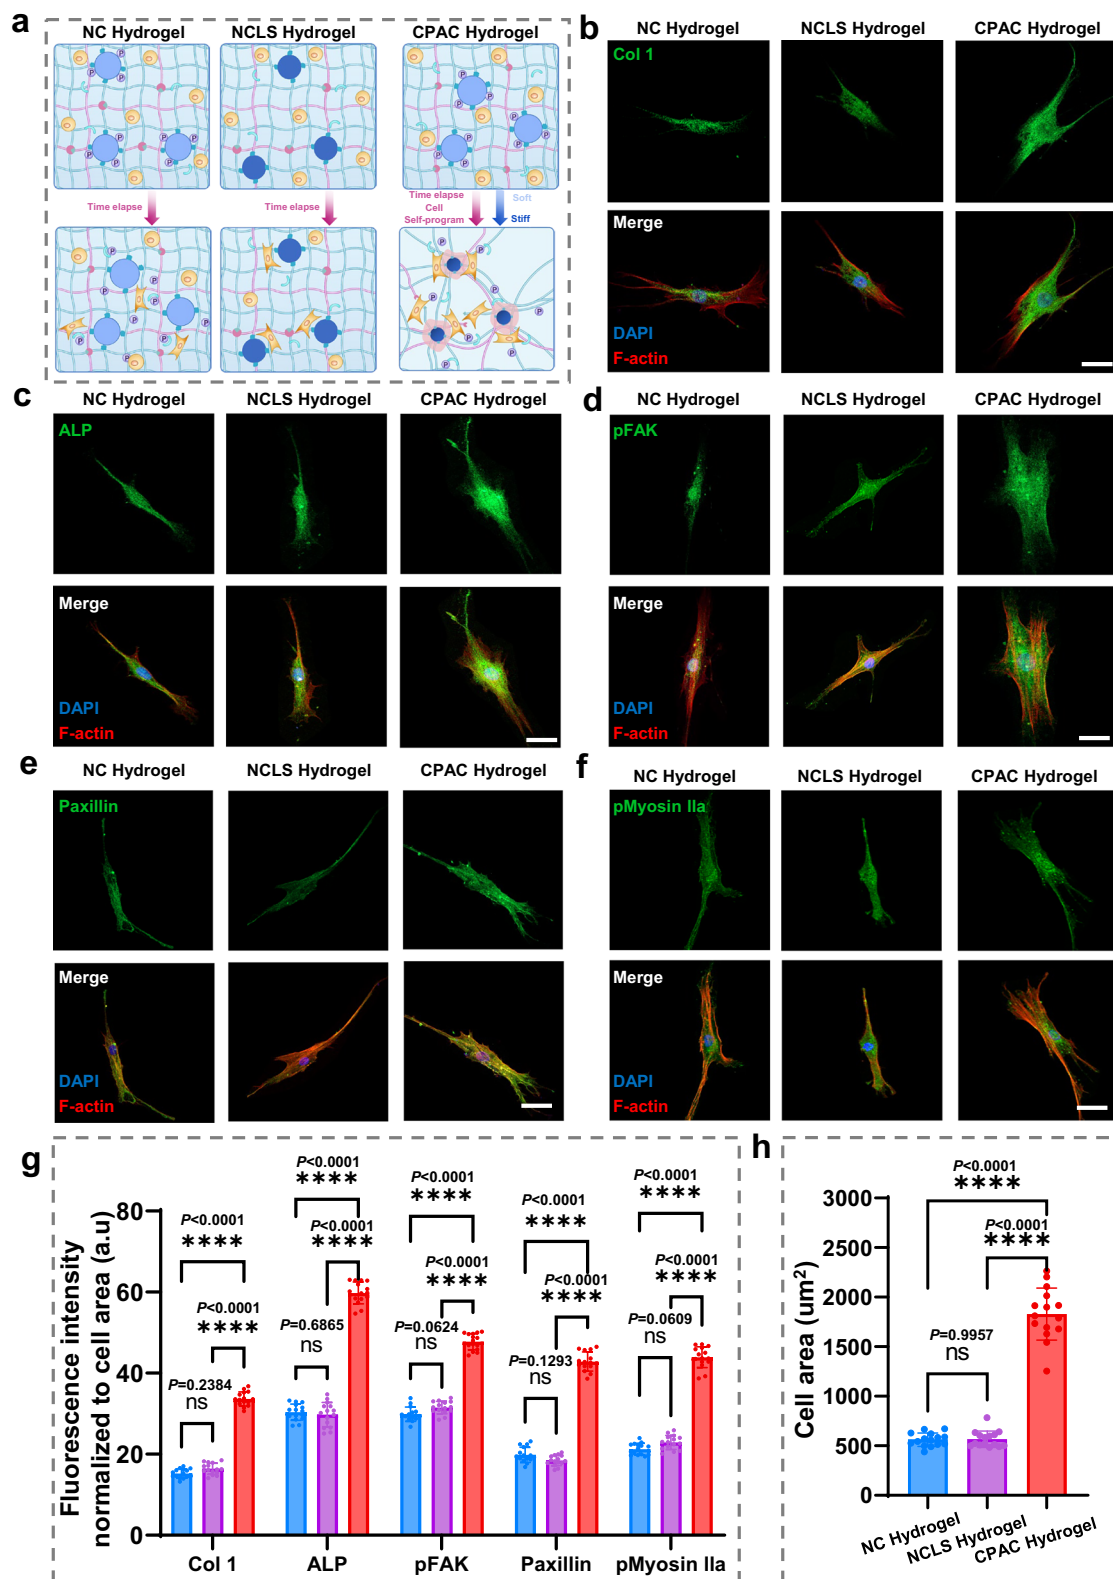 a
NC Hydrogel
NCLS Hydrogel
CPAC Hydrogel
P
P
P
P
P
P
P
P
P
P
P
Time elapse
Time elapse
Time elapse
Cell
Self-program
Soft
Stiff
P
P
P
P
P
P
P
P
b
NC Hydrogel
NCLS Hydrogel
CPAC Hydrogel
Col 1
Merge
DAPI
F-actin
c
NC Hydrogel
NCLS Hydrogel
CPAC Hydrogel
ALP
Merge
DAPI
F-actin
d
NC Hydrogel
NCLS Hydrogel
CPAC Hydrogel
pFAK
Merge
DAPI
F-actin
e
NC Hydrogel
NCLS Hydrogel
CPAC Hydrogel
Paxillin
Merge
DAPI
F-actin
f
NC Hydrogel
NCLS Hydrogel
CPAC Hydrogel
pMyosin IIa
Merge
DAPI
F-actin
g
Fluorescence intensity
normalized to cell area (a.u)
80
60
40
20
0
P<0.0001
****
P<0.0001
****
P=0.2384
ns
P<0.0001
****
P<0.0001
****
P=0.6865
ns
P<0.0001
****
P<0.0001
****
P=0.0624
ns
P<0.0001
****
P<0.0001
****
P=0.1293
ns
P<0.0001
****
P<0.0001
****
P=0.0609
ns
Col 1
ALP
pFAK
Paxillin
pMyosin IIa
h
Cell area (um²)
3000
2500
2000
1500
1000
500
0
P<0.0001
****
P<0.0001
****
P=0.9957
ns
NC Hydrogel
NCLS Hydrogel
CPAC Hydrogel